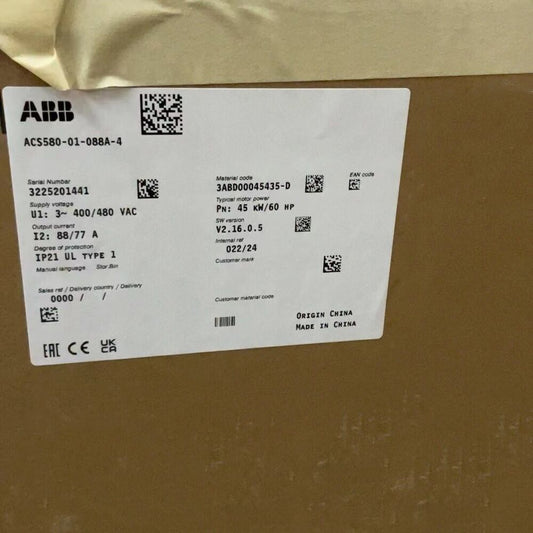 ABB
ACS580-01-088A-4
Serial Number
3225201441
Supply voltage
U1: 3~ 400/480 VAC
Output current
I2: 88/77 A
Degree of protection
IP21 UL TYPE 1
Manual language Stor.Bin
Material code
3ABD00045435-D
EAN code
Typical motor power
PN: 45 KW/60 HP
SW version
V2.16.0.5
Internal ref
022/24
Customer mark
Sales ref / Delivery country / Delivery
0000 / /
Customer material code
ORIGIN CHINA
MADE IN CHINA
EAC CE UKCA